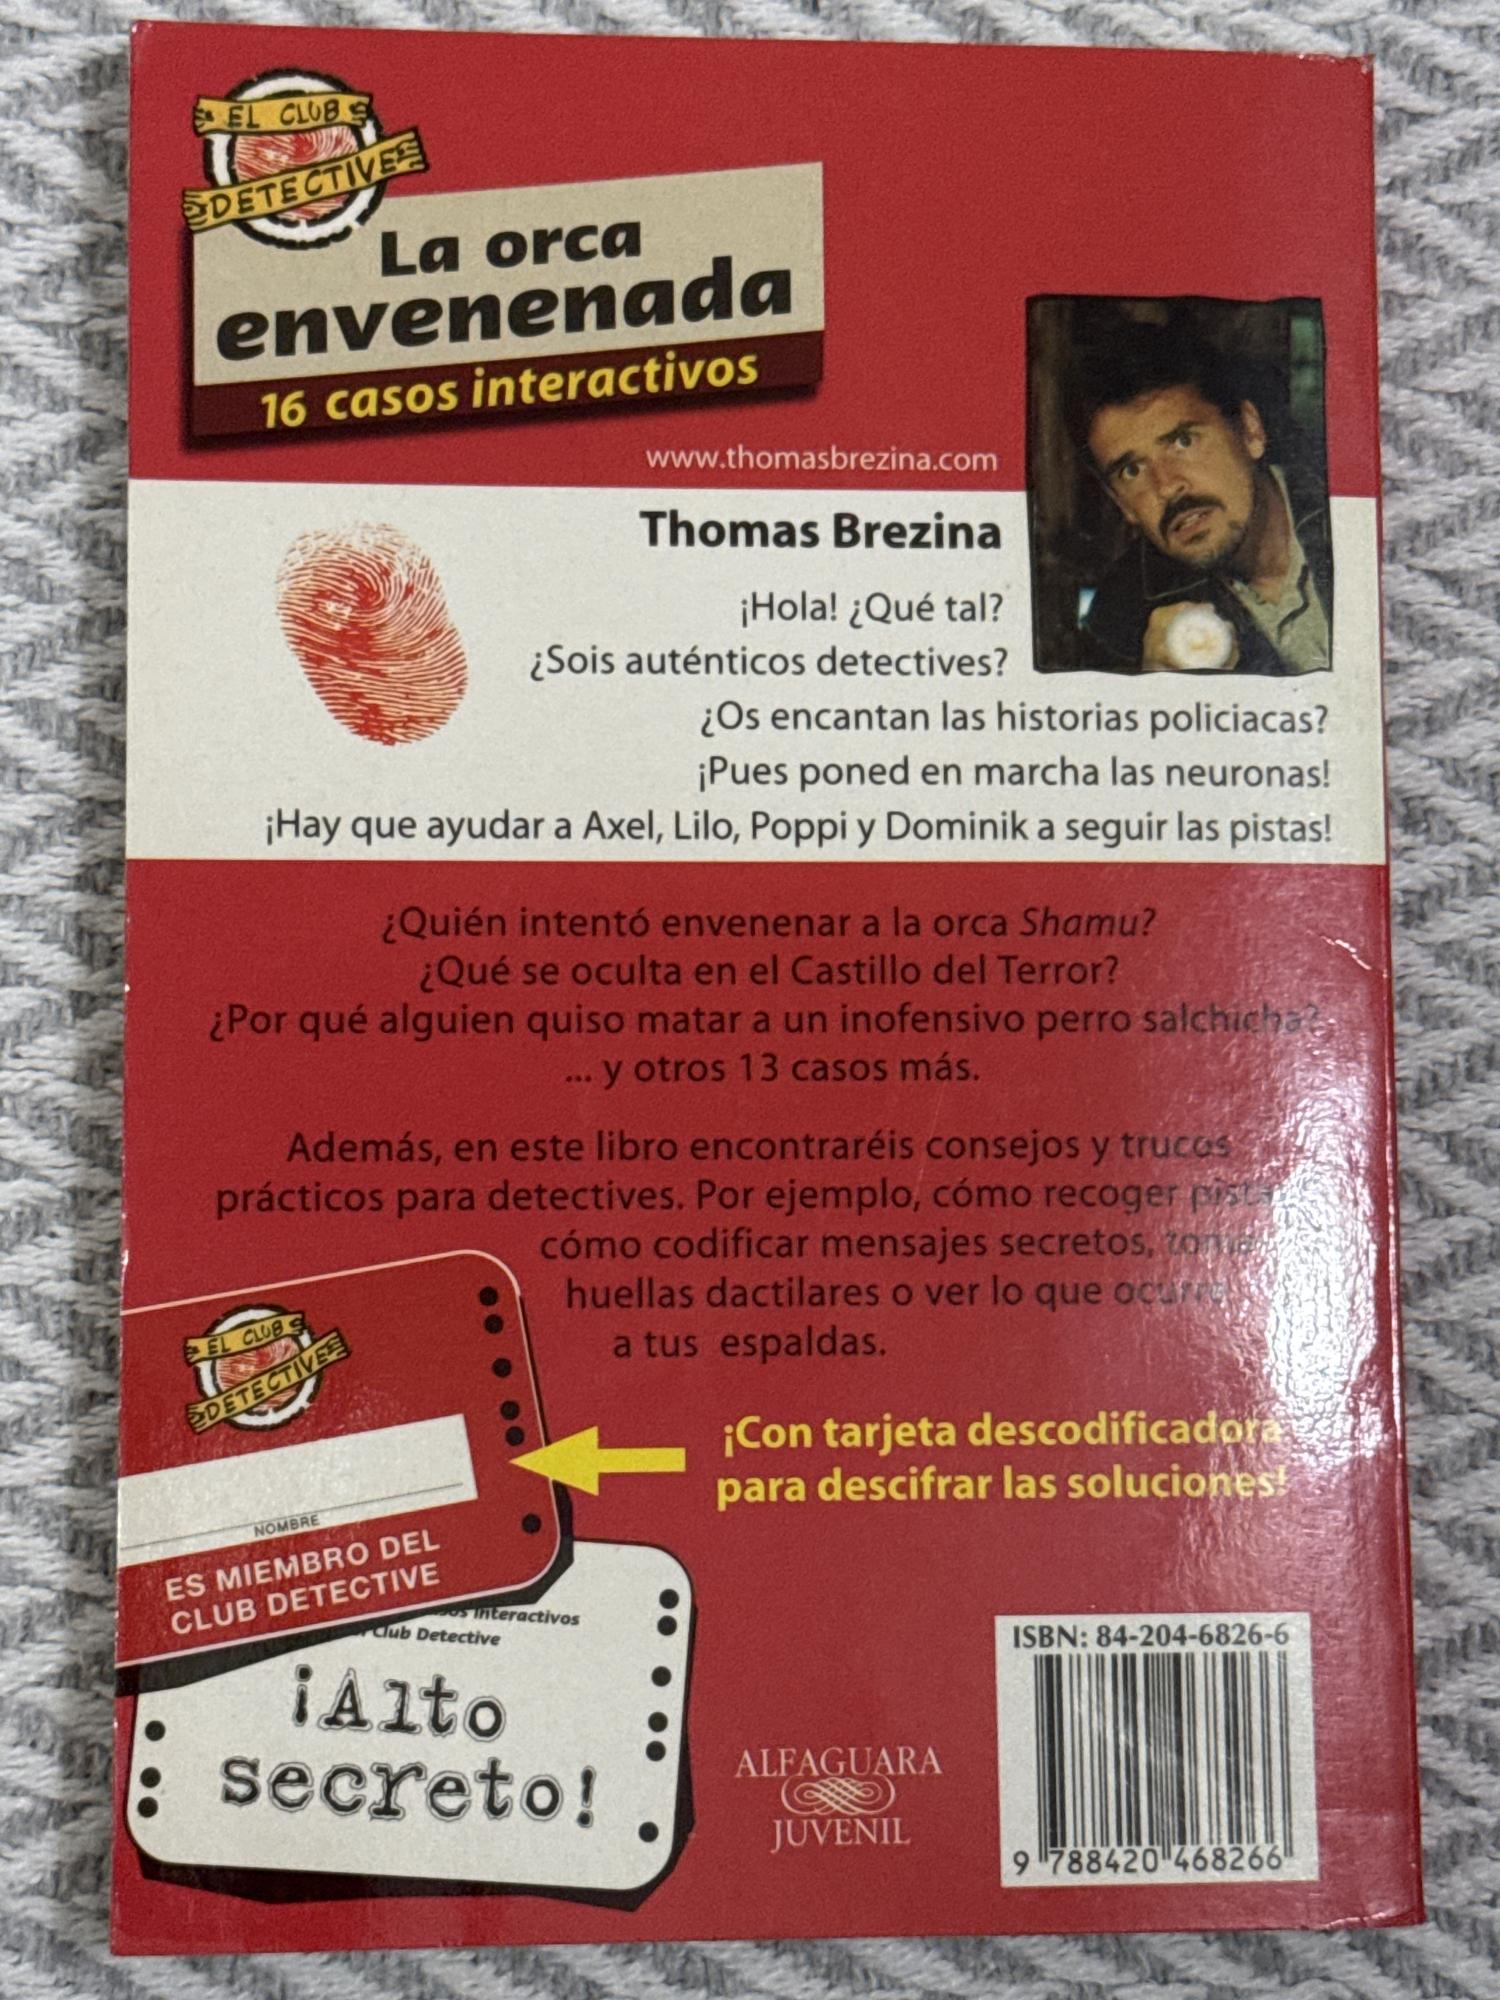 EL CLUB
DETECTIVE
La orca
envenenada
16 casos interactivos
www.thomasbrezina.com
Thomas Brezina
¡Hola! ¿Qué tal?
¿Sois auténticos detectives?
¿Os encantan las historias policiacas?
¡Pues poned en marcha las neuronas!
¡Hay que ayudar a Axel, Lilo, Poppi y Dominik a seguir las pistas!
¿Quién intentó envenenar a la orca Shamu?
¿Qué se oculta en el Castillo del Terror?
¿Por qué alguien quiso matar a un inofensivo perro salchicha?
... y otros 13 casos más.
Además, en este libro encontraréis consejos y trucos
prácticos para detectives. Por ejemplo, cómo recoger
cómo codificar mensajes secretos,
huellas dactilares o ver lo que ocurre
a tus espaldas.
EL CLUB
DETECTIVE
NOMBRE
ES MIEMBRO DEL
CLUB DETECTIVE
¡Con tarjeta descodificadora
para descifrar las soluciones!
interactivos
Club Detective
¡Alto
secreto!
ALFAGUARA
JUVENIL
ISBN: 84-204-6826-6
9 788420 468266